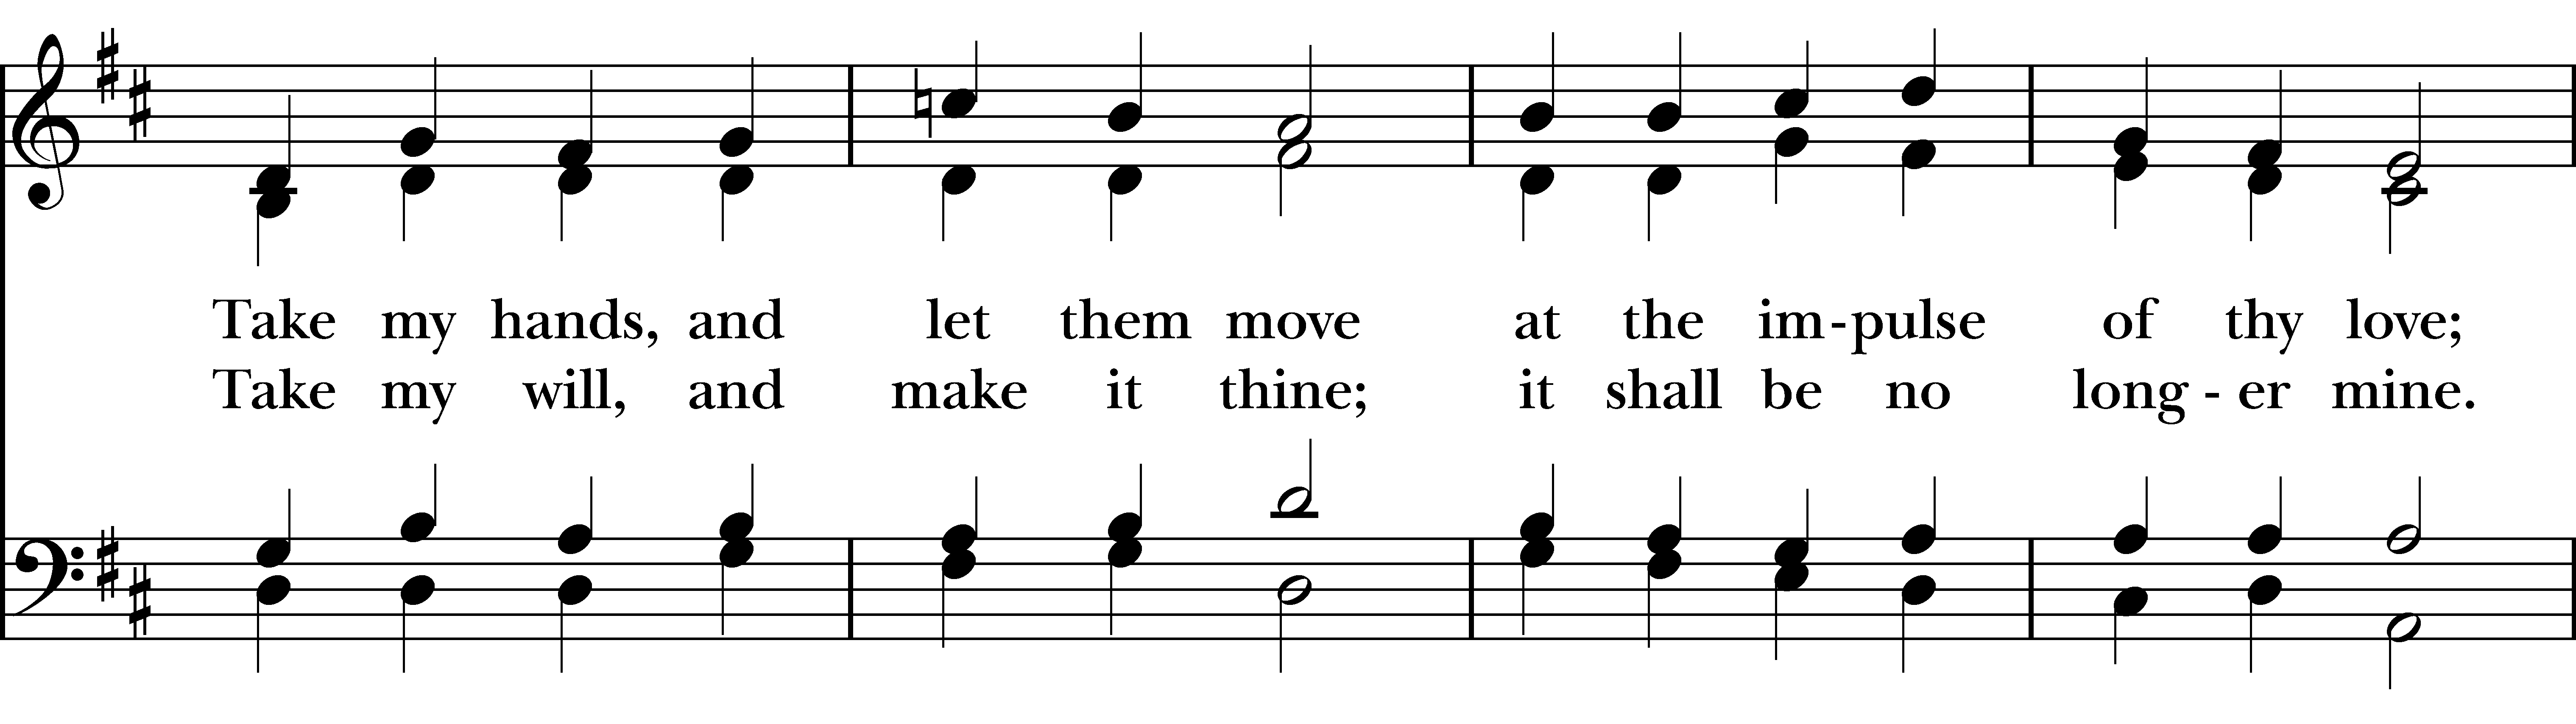 Take my hands, and let them move at the im-pulse of thy love;
Take my will, and make it thine; it shall be no long - er mine.